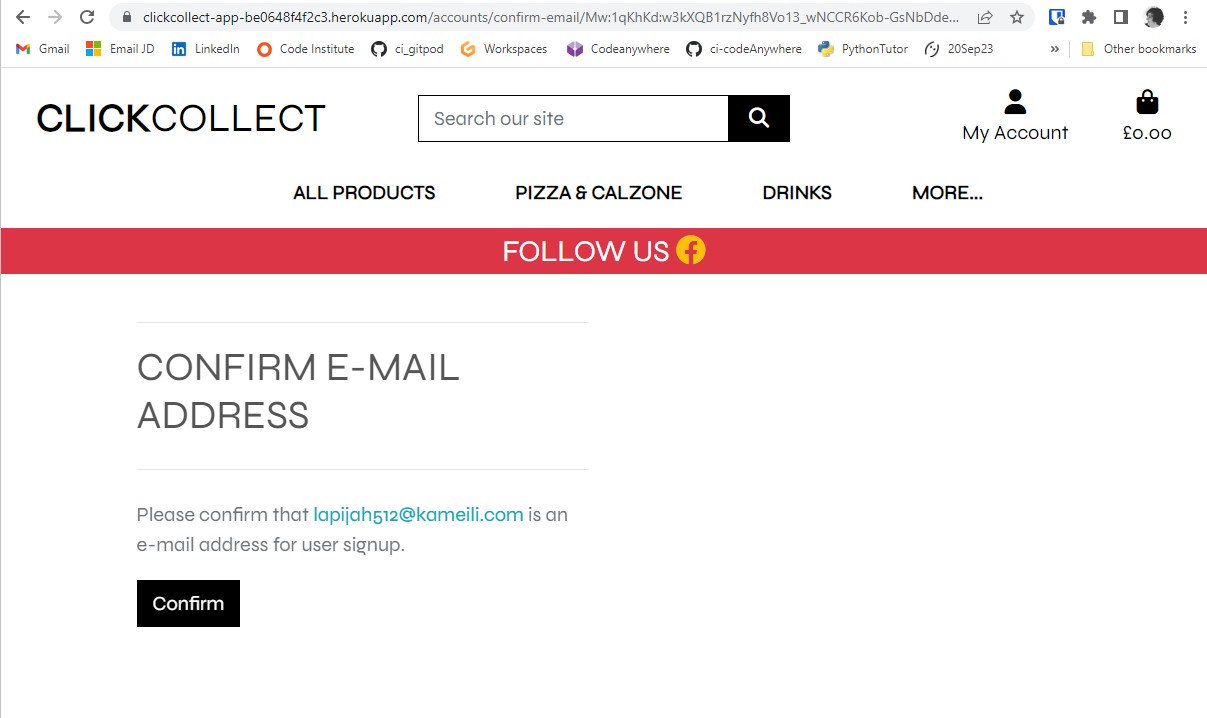 clickcollect-app-be0648f4f2c3.herokuapp.com/accounts/confirm-email/Mw:1qKhKd:w3kXQB1rzNyfh8Vo13_wNCCR6Kob-GsNbDde...
Gmail Email JD LinkedIn Code Institute ci_gitpod Workspaces Codeanywhere ci-codeAnywhere PythonTutor 20Sep23 » Other bookmarks
CLICKCOLLECT
Search our site
My Account
£0.00
ALL PRODUCTS PIZZA & CALZONE DRINKS MORE...
FOLLOW US
CONFIRM E-MAIL
ADDRESS
Please confirm that lapijah512@kameili.com is an
e-mail address for user signup.
Confirm